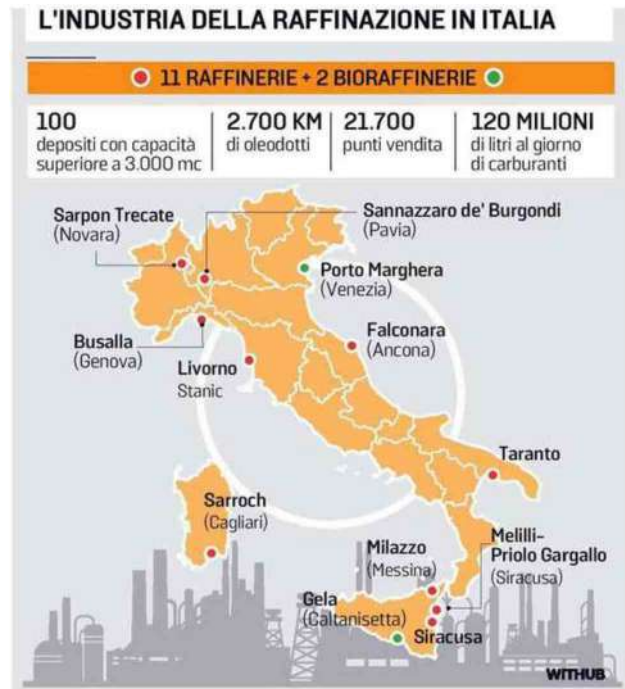 L'INDUSTRIA DELLA RAFFINAZIONE IN ITALIA
11 RAFFINERIE + 2 BIORAFFINERIE
100
depositi con capacità
superiore a 3.000 mc
2.700 KM
di oleodotti
21.700
punti vendita
120 MILIONI
di litri al giorno
di carburanti
Sarpon Trecate
(Novara)
Sannazzaro de' Burgondi
(Pavia)
Porto Marghera
(Venezia)
Busalla
(Genova)
Livorno
Stanic
Falconara
(Ancona)
Taranto
Sarroch
(Cagliari)
Milazzo
(Messina)
Melilli-
Priolo Gargallo
(Siracusa)
Gela
(Caltanisetta)
Siracusa
WITHUB